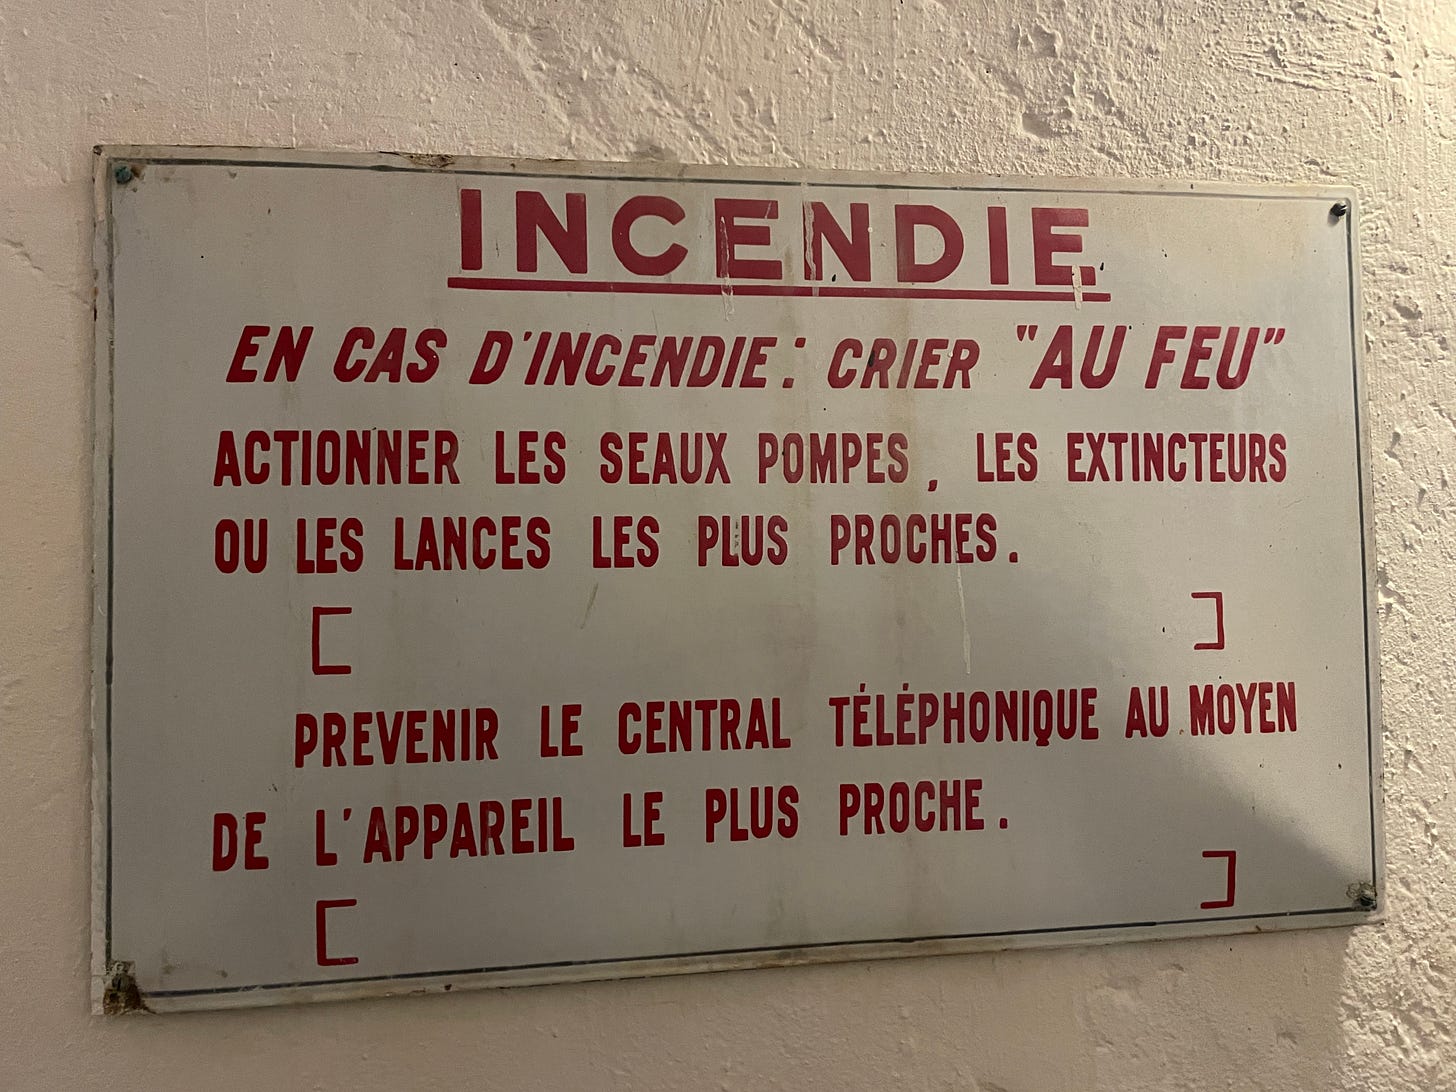 INCENDIE
EN CAS D'INCENDIE : CRIER "AU FEU"
ACTIONNER LES SEAUX POMPES, LES EXTINCTEURS
OU LES LANCES LES PLUS PROCHES.
[ ]
PREVENIR LE CENTRAL TÉLÉPHONIQUE AU MOYEN
DE L'APPAREIL LE PLUS PROCHE.
[ ]